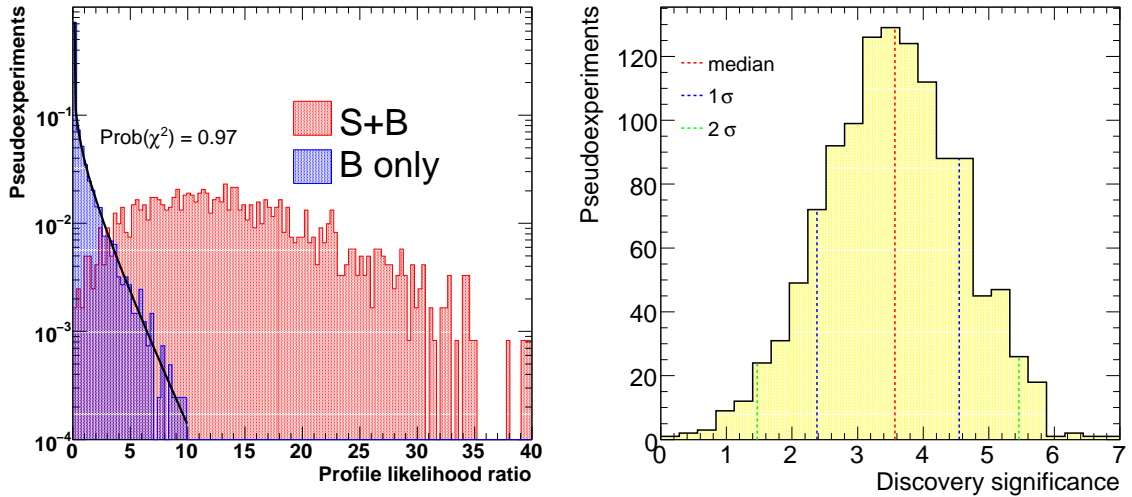 Pseudoexperiments
10⁻¹
10⁻²
10⁻³
10⁻⁴
Prob(χ²) = 0.97
S+B
B only
0 5 10 15 20 25 30 35 40
Profile likelihood ratio
Pseudoexperiments
120
100
80
60
40
20
0
median
1 σ
2 σ
0 1 2 3 4 5 6 7
Discovery significance